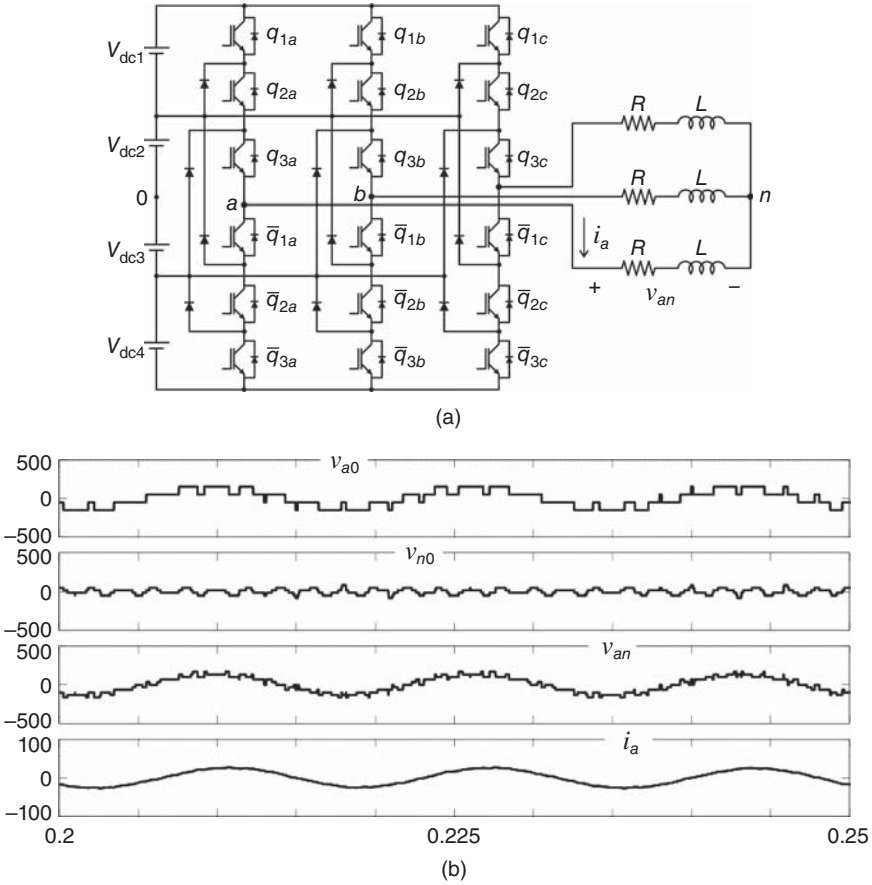 V_dc1
V_dc2
0
V_dc3
V_dc4
q_1a q_1b q_1c
q_2a q_2b q_2c
q_3a q_3b q_3c
a b
q̅_1a q̅_1b q̅_1c
q̅_2a q̅_2b q̅_2c
q̅_3a q̅_3b q̅_3c
R L
R L n
i_a R L
+ v_an −
(a)
500 v_a0
0
−500
500 v_n0
0
−500
500 v_an
0
−500
100 i_a
0
−100
0.2 0.225 0.25
(b)